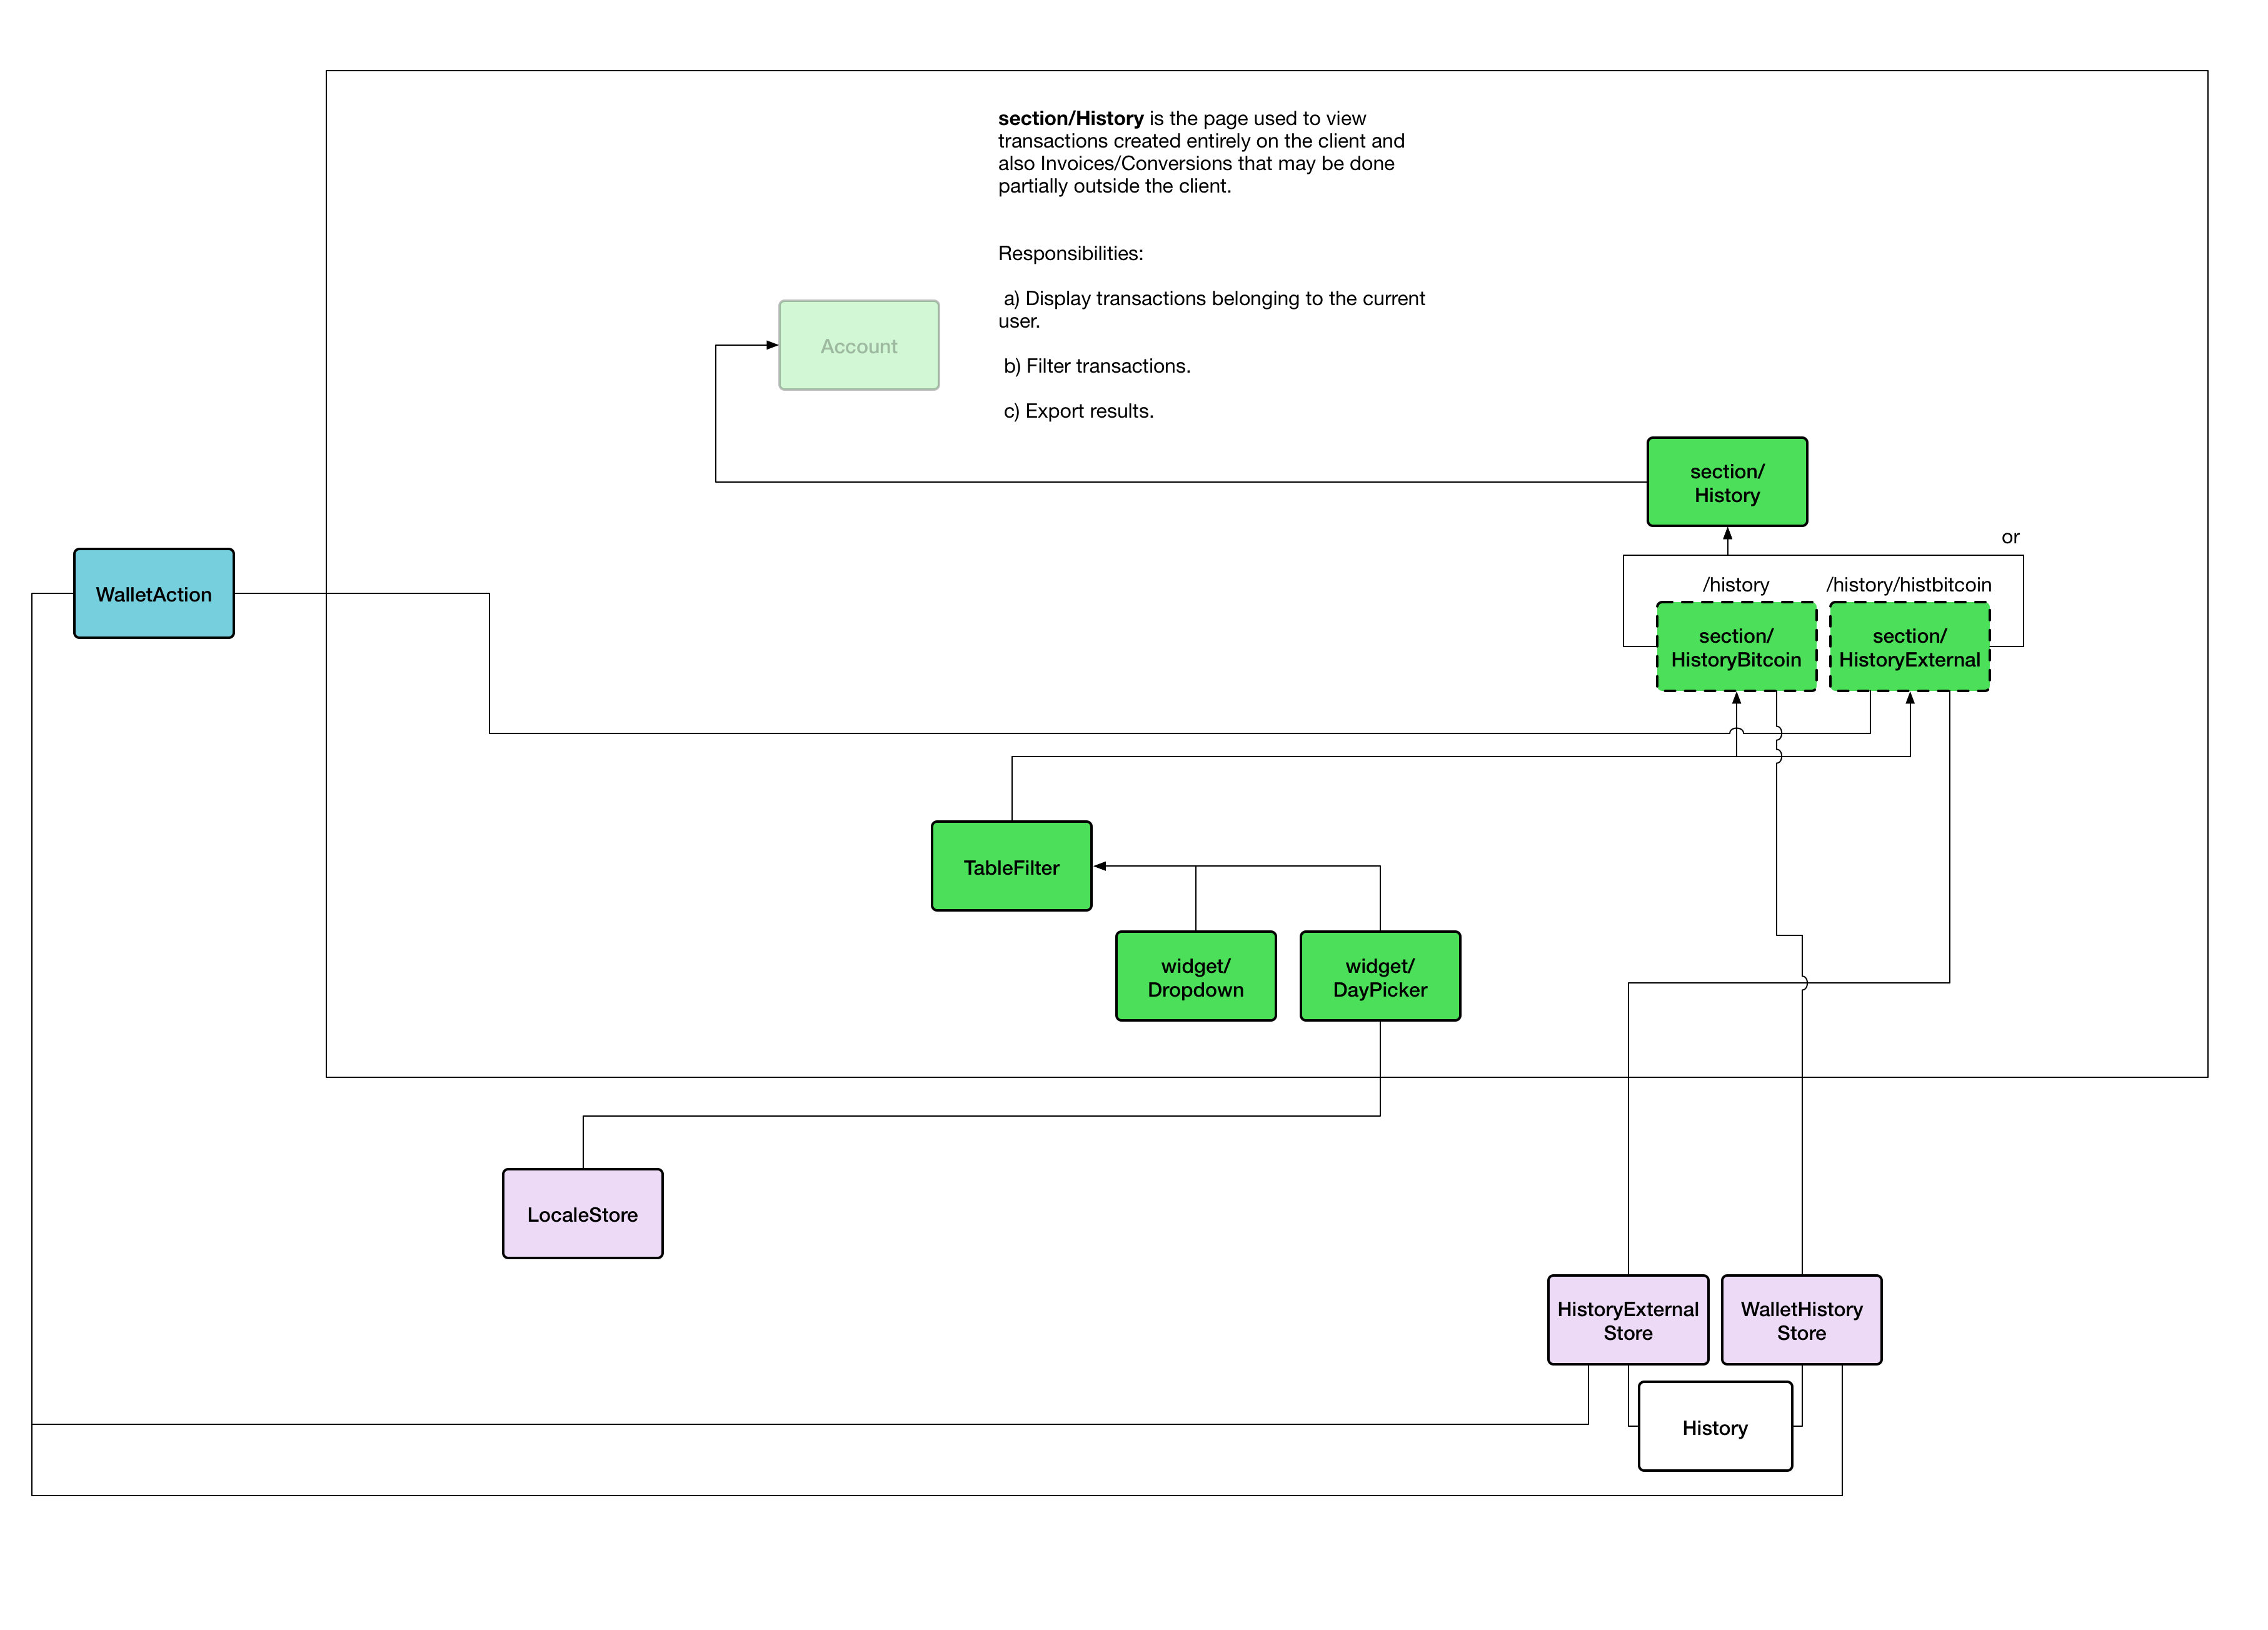 section/History is the page used to view
transactions created entirely on the client and
also Invoices/Conversions that may be done
partially outside the client.
Responsibilities:
a) Display transactions belonging to the current
user.
b) Filter transactions.
c) Export results.
Account
section/
History
or
WalletAction
/history
/history/histbitcoin
section/
HistoryBitcoin
section/
HistoryExternal
TableFilter
widget/
Dropdown
widget/
DayPicker
LocaleStore
HistoryExternal
Store
WalletHistory
Store
History